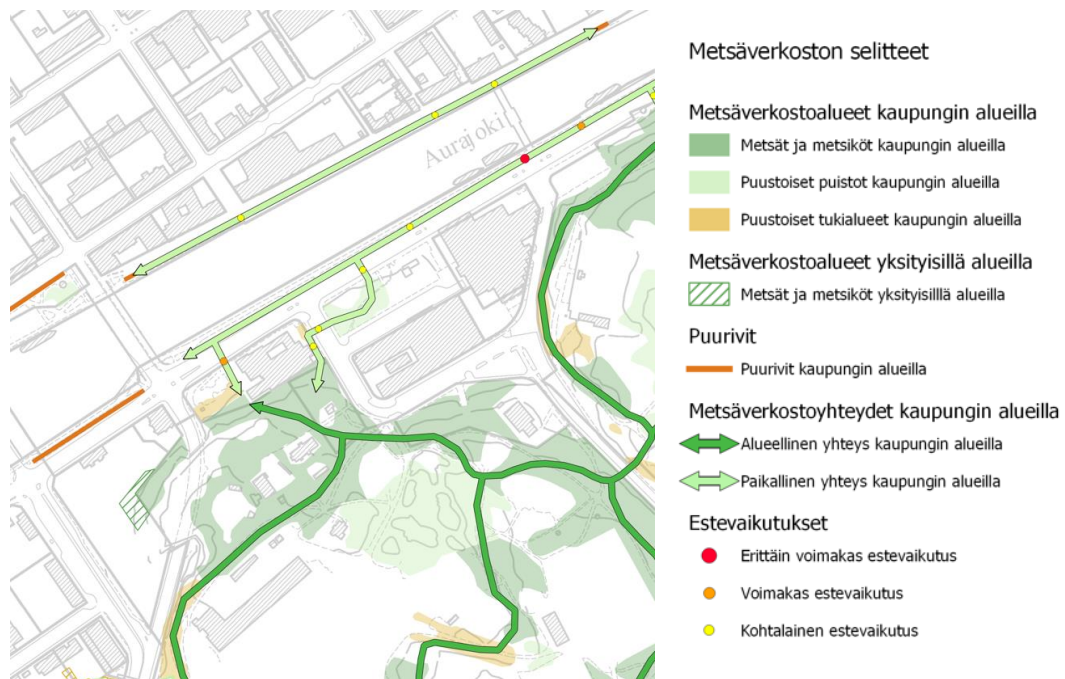 Aurajoki
Metsäverkoston selitteet
Metsäverkostoalueet kaupungin alueilla
Metsät ja metsiköt kaupungin alueilla
Puustoiset puistot kaupungin alueilla
Puustoiset tukialueet kaupungin alueilla
Metsäverkostoalueet yksityisillä alueilla
Metsät ja metsiköt yksityisilllä alueilla
Puurivit
Puurivit kaupungin alueilla
Metsäverkostoyhteydet kaupungin alueilla
Alueellinen yhteys kaupungin alueilla
Paikallinen yhteys kaupungin alueilla
Estevaikutukset
Erittäin voimakas estevaikutus
Voimakas estevaikutus
Kohtalainen estevaikutus